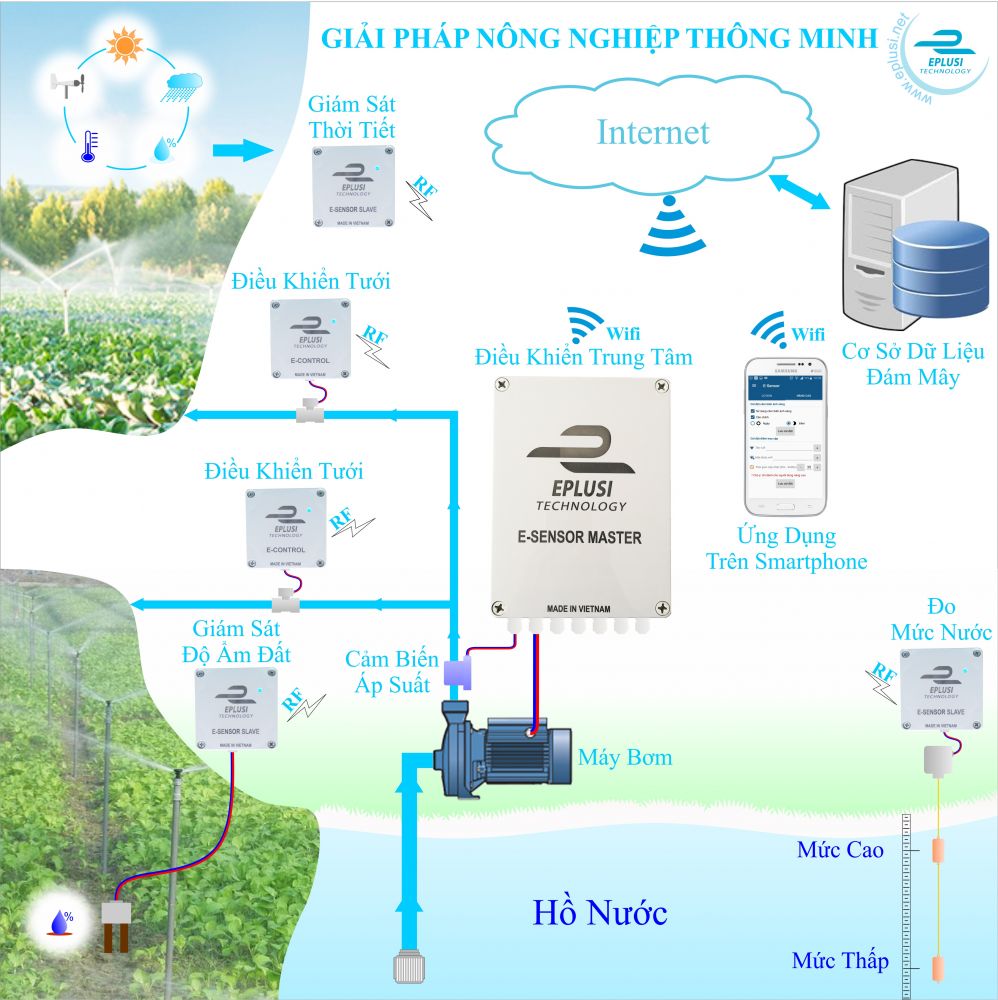 GIẢI PHÁP NÔNG NGHIỆP THÔNG MINH
www.eplusi.net
EPLUSI
TECHNOLOGY
Giám Sát
Thời Tiết
EPLUSI
TECHNOLOGY
E-SENSOR SLAVE
MADE IN VIETNAM
RF
Internet
%
Điều Khiển Tưới
EPLUSI
TECHNOLOGY
E-CONTROL
MADE IN VIETNAM
RF
Wifi
Điều Khiển Trung Tâm
Wifi
Cơ Sở Dữ Liệu
Đám Mây
SAMSUNG
E-Sensor
EPLUSI
TECHNOLOGY
E-SENSOR MASTER
MADE IN VIETNAM
Ứng Dụng
Trên Smartphone
Điều Khiển Tưới
EPLUSI
TECHNOLOGY
E-CONTROL
MADE IN VIETNAM
RF
Giám Sát
Độ Ẩm Đất
EPLUSI
TECHNOLOGY
E-SENSOR SLAVE
MADE IN VIETNAM
RF
Cảm Biến
Áp Suất
Máy Bơm
Đo
Mức Nước
RF
EPLUSI
TECHNOLOGY
E-SENSOR SLAVE
MADE IN VIETNAM
Mức Cao
Hồ Nước
Mức Thấp
%